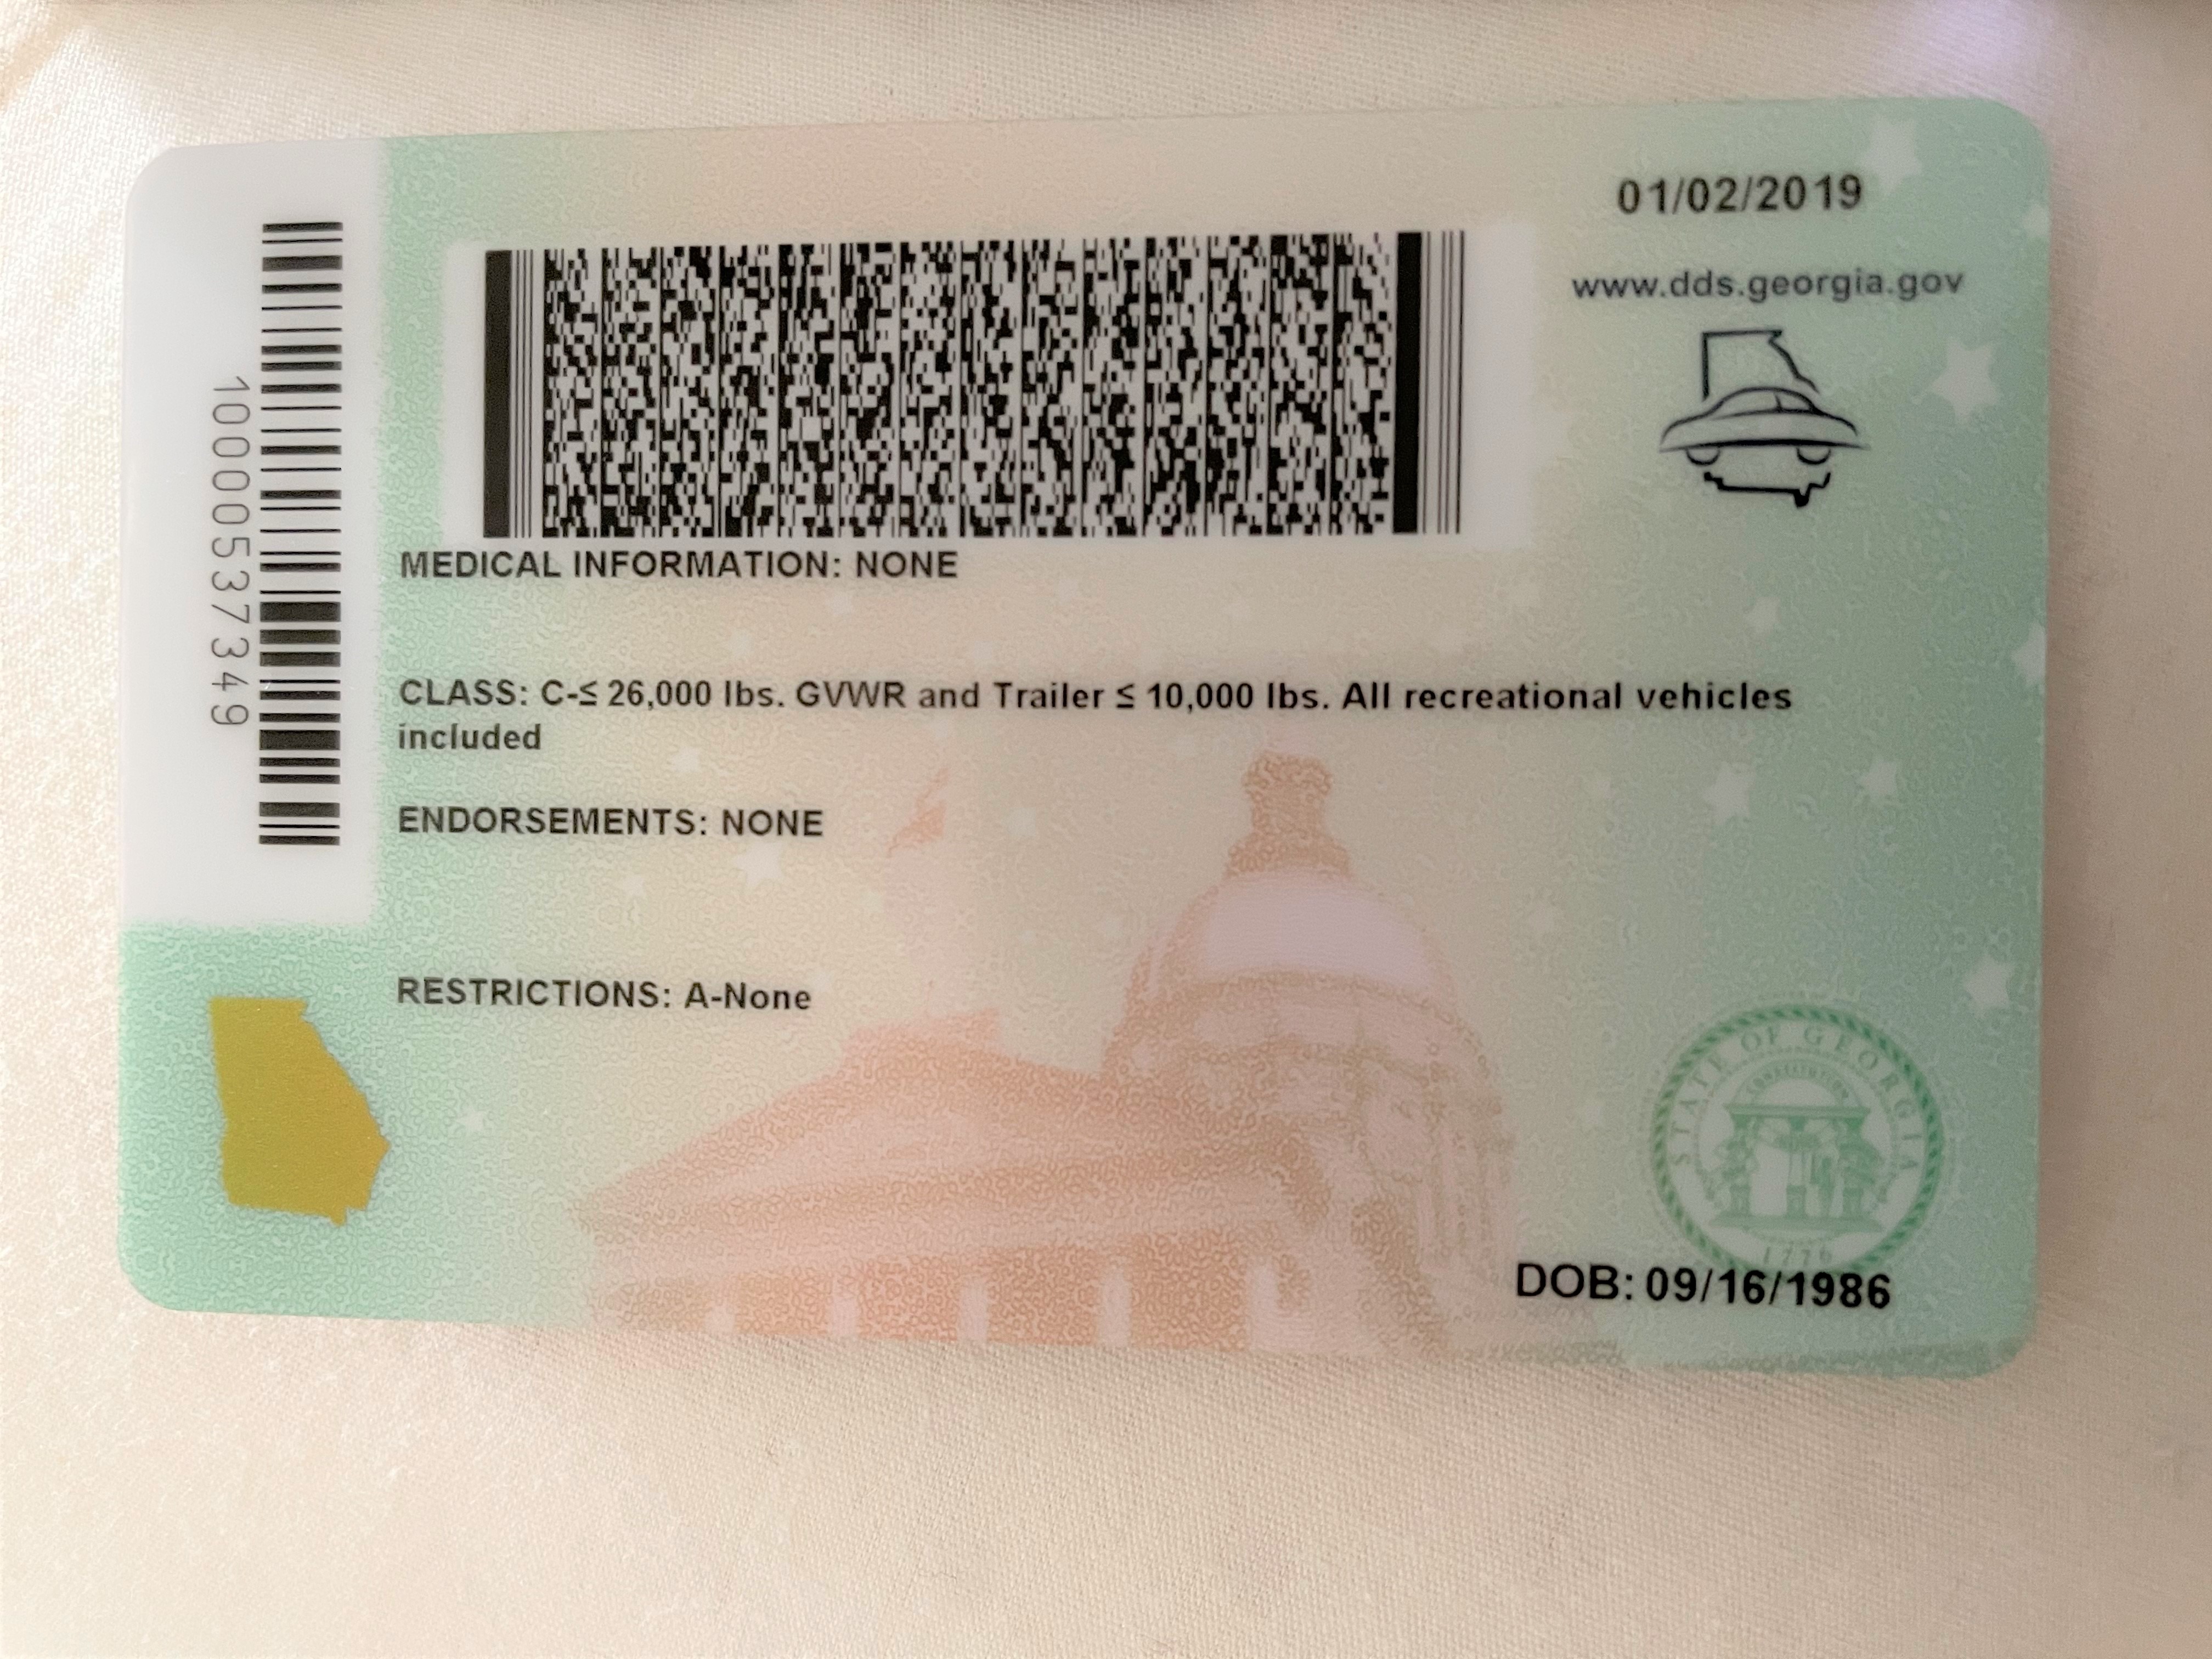 01/02/2019
www.dds.georgia.gov
10000537349
MEDICAL INFORMATION: NONE
CLASS: C-≤ 26,000 lbs. GVWR and Trailer ≤ 10,000 lbs. All recreational vehicles
included
ENDORSEMENTS: NONE
RESTRICTIONS: A-None
STATE OF GEORGIA
CONSTITUTION
1776
DOB: 09/16/1986